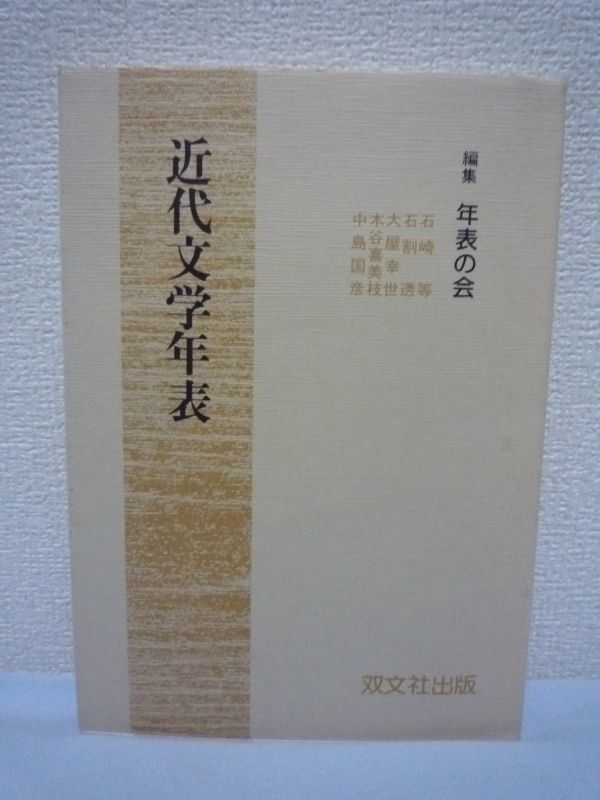 編集 年表の会
石崎 等
石割 透
大屋幸世
木谷喜美枝
中島国彦
近代文学年表
双文社出版